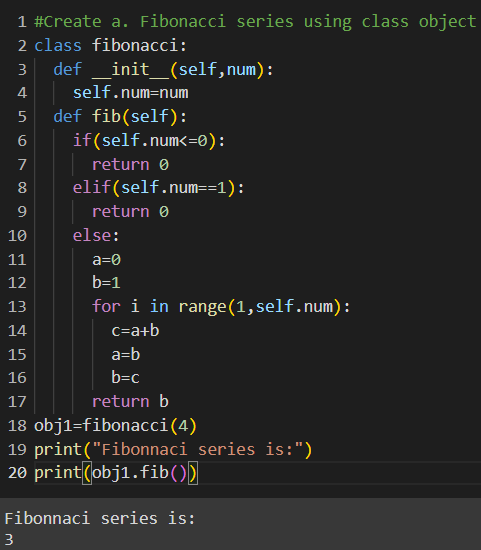 1 #Create a. Fibonacci series using class object
2 class fibonacci:
3   def __init__(self,num):
4     self.num=num
5   def fib(self):
6     if(self.num<=0):
7       return 0
8     elif(self.num==1):
9       return 0
10     else:
11       a=0
12       b=1
13       for i in range(1,self.num):
14         c=a+b
15         a=b
16         b=c
17       return b
18 obj1=fibonacci(4)
19 print("Fibonnaci series is:")
20 print(obj1.fib())
Fibonnaci series is:
3